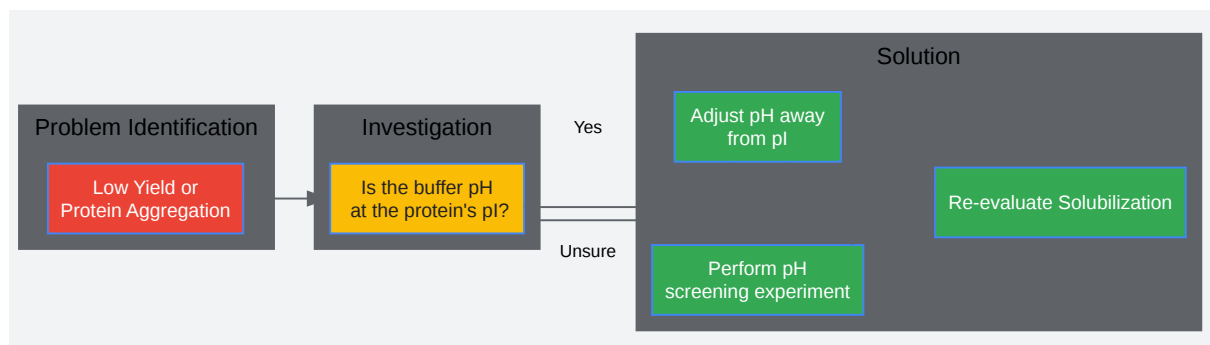 Problem Identification
Low Yield or
Protein Aggregation
Investigation
Is the buffer pH
at the protein's pI?
Yes
Unsure
Solution
Adjust pH away
from pI
Perform pH
screening experiment
Re-evaluate Solubilization